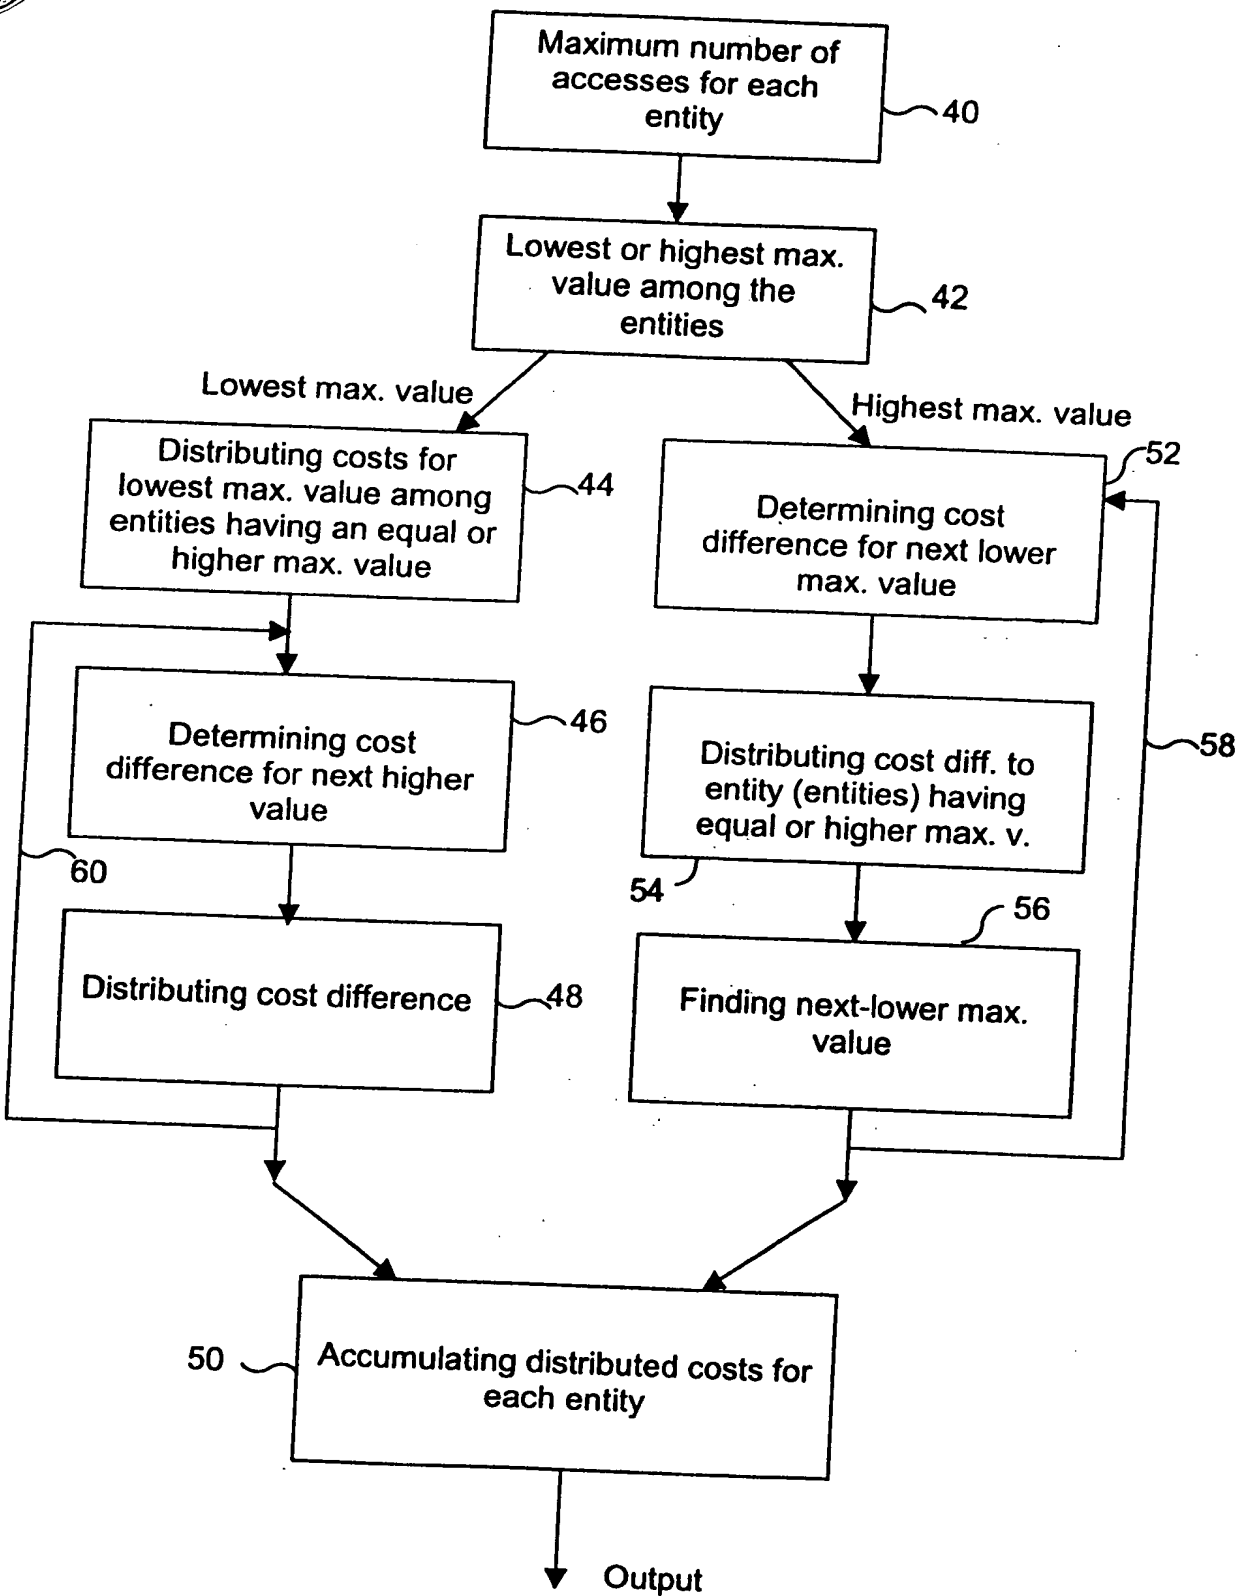 Maximum number of
accesses for each
entity
40
Lowest or highest max.
value among the
entities
42
Lowest max. value
Highest max. value
Distributing costs for
lowest max. value among
entities having an equal or
higher max. value
44
52
Determining cost
difference for next lower
max. value
Determining cost
difference for next higher
value
46
Distributing cost diff. to
entity (entities) having
equal or higher max. v.
58
60
54
56
Distributing cost difference
48
Finding next-lower max.
value
50
Accumulating distributed costs for
each entity
Output